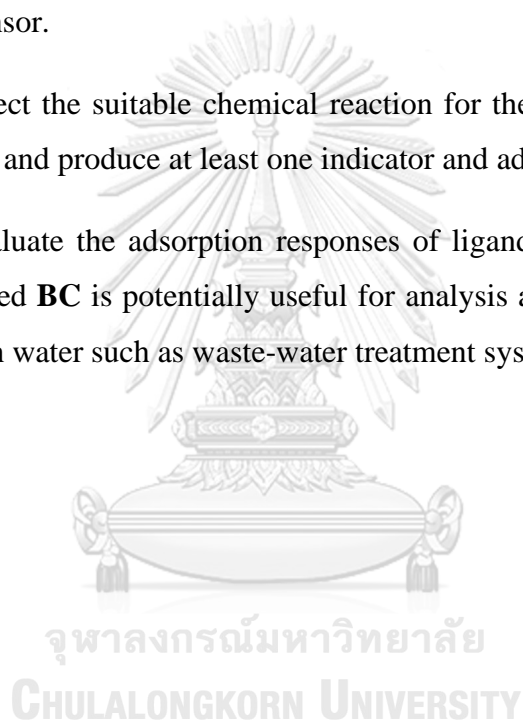 nsor.
ect the suitable chemical reaction for the
and produce at least one indicator and ad
aluate the adsorption responses of ligand
ed BC is potentially useful for analysis a
n water such as waste-water treatment sys
จุฬาลงกรณ์มหาวิทยาลัย
CHULALONGKORN UNIVERSITY